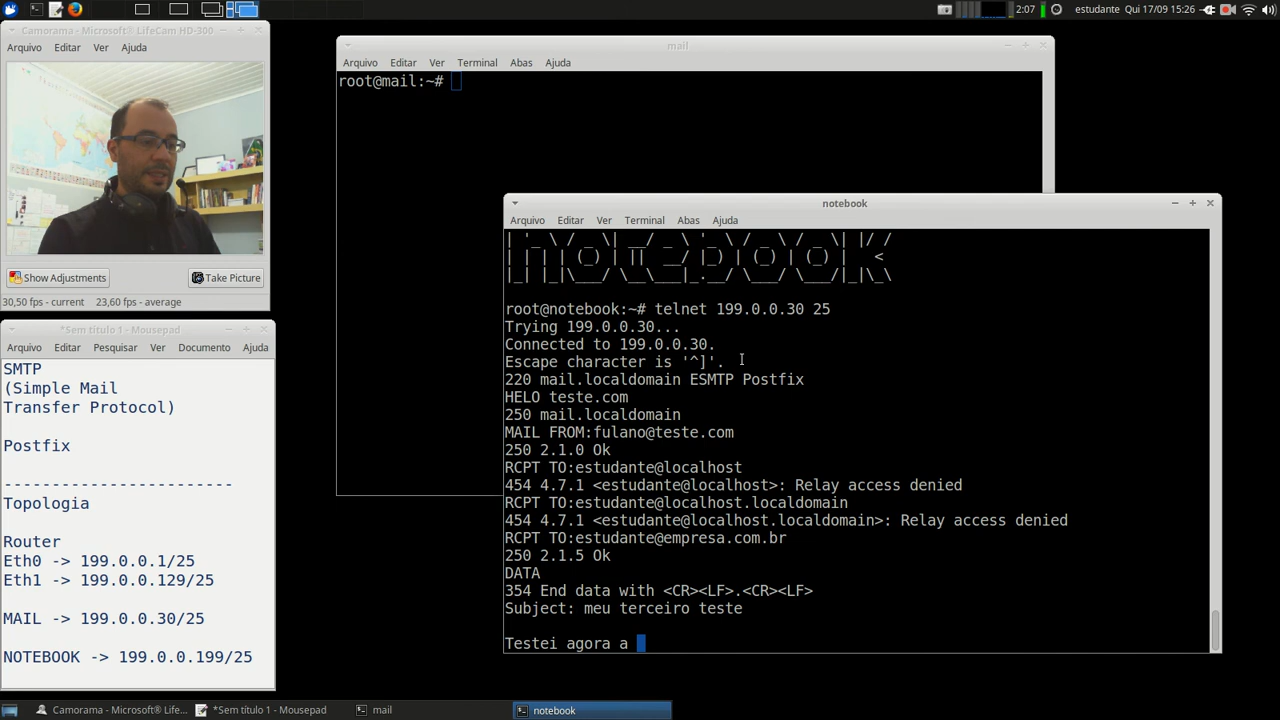 2:07
estudante
Qui 17/09 15:26
Camorama - Microsoft® LifeCam HD-300
Arquivo Editar Ver Ajuda
Show Adjustments
Take Picture
30,50 fps - current 23,60 fps - average
*Sem título 1 - Mousepad
Arquivo Editar Pesquisar Ver Documento Ajuda
SMTP
(Simple Mail
Transfer Protocol)
Postfix
------------------------
Topologia
Router
Eth0 -> 199.0.0.1/25
Eth1 -> 199.0.0.129/25
MAIL -> 199.0.0.30/25
NOTEBOOK -> 199.0.0.199/25
mail
Arquivo Editar Ver Terminal Abas Ajuda
root@mail:~#
notebook
Arquivo Editar Ver Terminal Abas Ajuda
notebook
root@notebook:~# telnet 199.0.0.30 25
Trying 199.0.0.30...
Connected to 199.0.0.30.
Escape character is '^]'.
220 mail.localdomain ESMTP Postfix
HELO teste.com
250 mail.localdomain
MAIL FROM:fulano@teste.com
250 2.1.0 Ok
RCPT TO:estudante@localhost
454 4.7.1 <estudante@localhost>: Relay access denied
RCPT TO:estudante@localhost.localdomain
454 4.7.1 <estudante@localhost.localdomain>: Relay access denied
RCPT TO:estudante@empresa.com.br
250 2.1.5 Ok
DATA
354 End data with <CR><LF>.<CR><LF>
Subject: meu terceiro teste
Testei agora a
Camorama - Microsoft® LifeC...
*Sem título 1 - Mousepad
mail
notebook